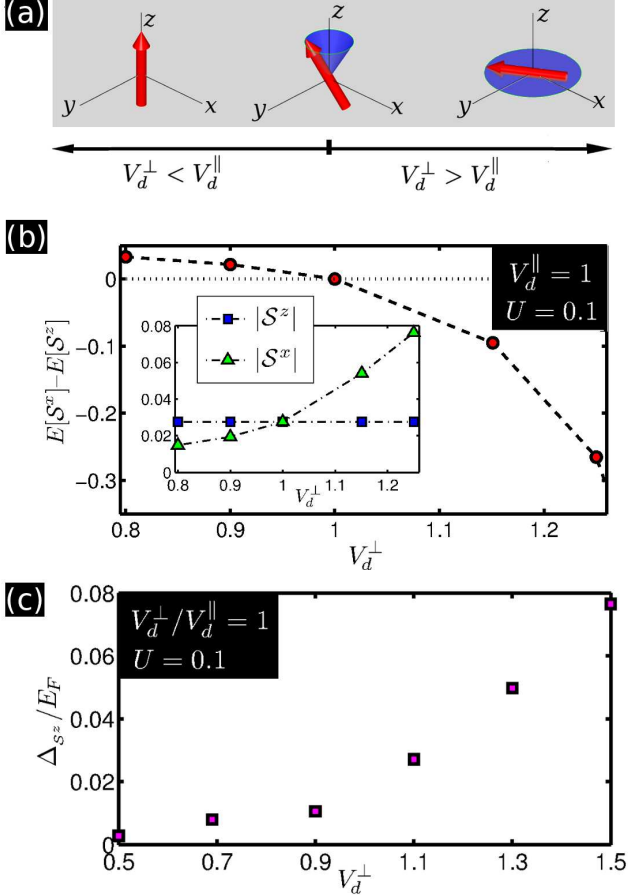 (a)
z z z
y x y x y x
V_d^⊥ < V_d^∥ V_d^⊥ > V_d^∥
(b)
E[𝒮^x]–E[𝒮^z]
0
−0.1
−0.2
−0.3
V_d^∥ = 1
U = 0.1
|𝒮^z|
|𝒮^x|
0.08
0.06
0.04
0.02
0
0.8 0.9 1 1.1 1.2
V_d^⊥
0.8 0.9 1 1.1 1.2
V_d^⊥
(c)
Δ_{𝒮^z}/E_F
0.08
0.06
0.04
0.02
0
V_d^⊥/V_d^∥ = 1
U = 0.1
0.5 0.7 0.9 1.1 1.3 1.5
V_d^⊥